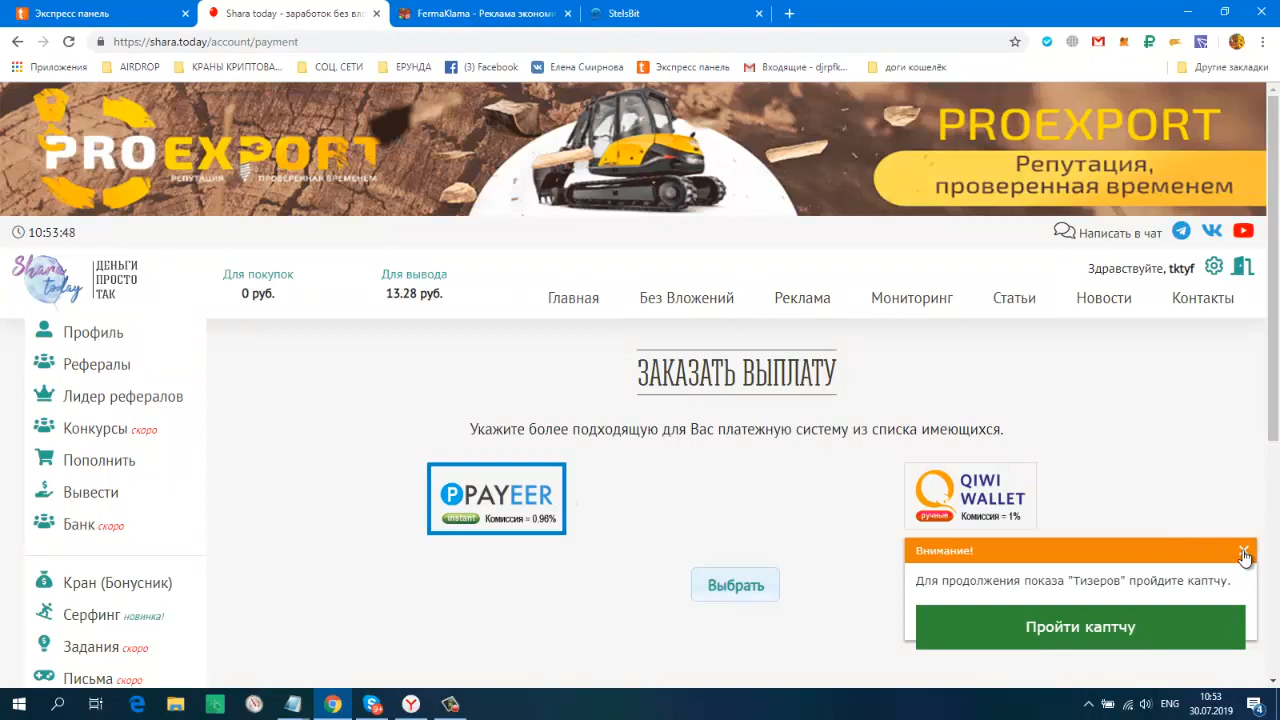 Экспресс панель
Shara today - заработок без вло
FermaKlama - Реклама эконом
StelsBit
https://shara.today/account/payment
Приложения
AIRDROP
КРАНЫ КРИПТОВА...
СОЦ. СЕТИ
ЕРУНДА
(3) Facebook
Елена Смирнова
Экспресс панель
Входящие - djrpfk...
доги кошелёк
Другие закладки
PROEXPORT
РЕПУТАЦИЯ, ПРОВЕРЕННАЯ ВРЕМЕНЕМ
PROEXPORT
Репутация,
проверенная временем
10:53:48
Написать в чат
Shara today
ДЕНЬГИ
ПРОСТО
ТАК
Для покупок
0 руб.
Для вывода
13.28 руб.
Здравствуйте, tktyf
Главная
Без Вложений
Реклама
Мониторинг
Статьи
Новости
Контакты
Профиль
Рефералы
Лидер рефералов
Конкурсы скоро
Пополнить
Вывести
Банк скоро
Кран (Бонусник)
Серфинг новинка!
Задания скоро
Письма скоро
ЗАКАЗАТЬ ВЫПЛАТУ
Укажите более подходящую для Вас платежную систему из списка имеющихся.
PAYEER
instant Комиссия = 0.96%
QIWI
WALLET
ручные Комиссия = 1%
Выбрать
Внимание!
Для продолжения показа "Тизеров" пройдите каптчу.
Пройти каптчу
ENG
10:53
30.07.2019